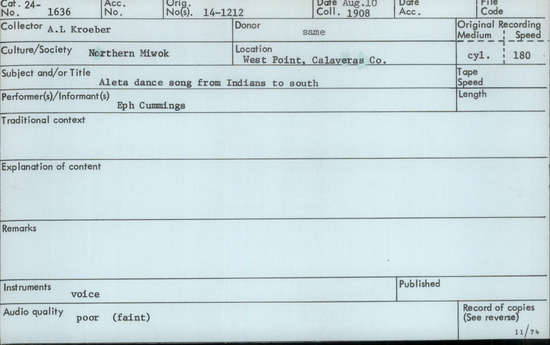 Cat. 24- Acc. Orig. Date Aug.10 Date File
No. 1636 No. No(s). 14-1212 Coll. 1908 Acc. Code
Collector A.L Kroeber Donor same Original Recording
Medium Speed
Culture/Society Northern Miwok Location cyl. 180
West Point, Calaveras Co.
Subject and/or Title Tape
Aleta dance song from Indians to south Speed
Performer(s)/Informant(s) Length
Eph Cummings
Traditional context
Explanation of content
Remarks
Instruments Published
voice
Audio quality Record of copies
poor (faint) (See reverse)
11/74